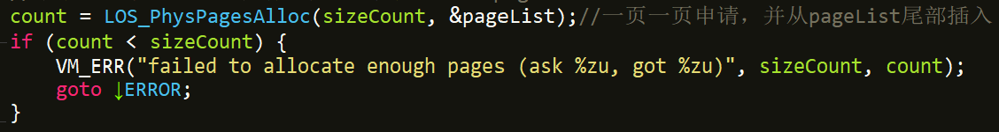 count = LOS_PhysPagesAlloc(sizeCount, &pageList);//一页一页申请，并从pageList尾部插入
if (count < sizeCount) {
    VM_ERR("failed to allocate enough pages (ask %zu, got %zu)", sizeCount, count);
    goto ↓ERROR;
}